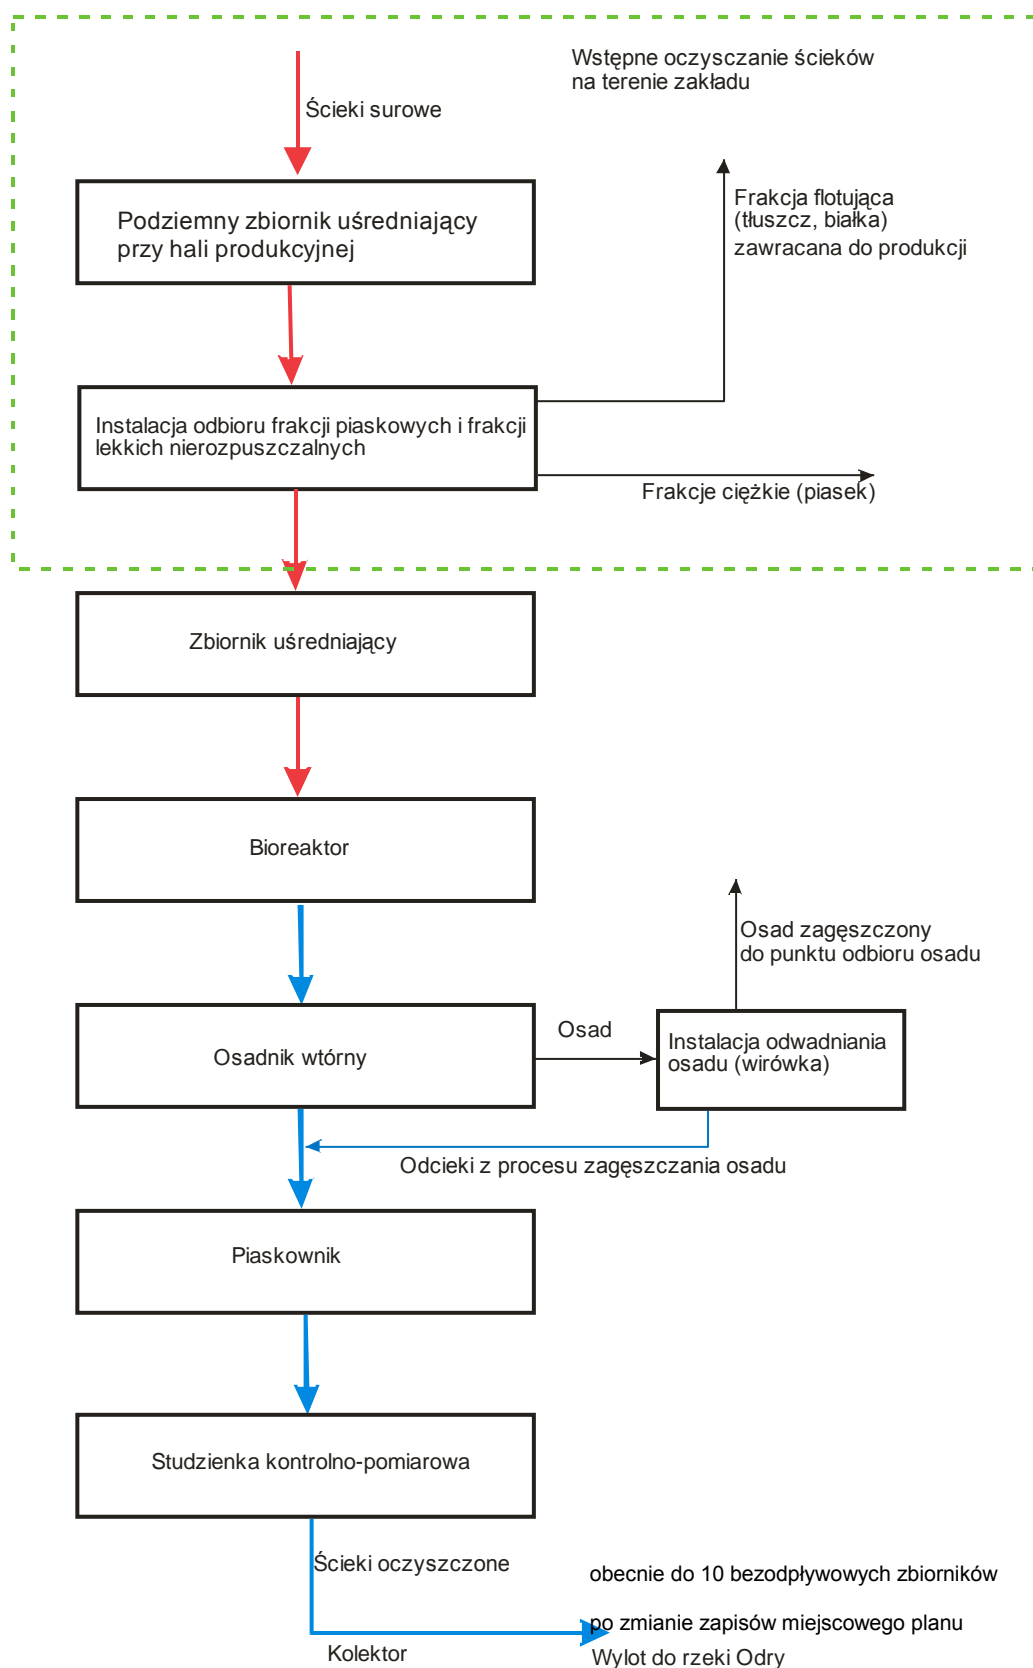 Wstępne oczysczanie ścieków
na terenie zakładu
Ścieki surowe
Podziemny zbiornik uśredniający
przy hali produkcyjnej
Frakcja flotująca
(tłuszcz, białka)
zawracana do produkcji
Instalacja odbioru frakcji piaskowych i frakcji
lekkich nierozpuszczalnych
Frakcje ciężkie (piasek)
Zbiornik uśredniający
Bioreaktor
Osad zagęszczony
do punktu odbioru osadu
Osadnik wtórny
Osad
Instalacja odwadniania
osadu (wirówka)
Odcieki z procesu zagęszczania osadu
Piaskownik
Studzienka kontrolno-pomiarowa
Ścieki oczyszczone
obecnie do 10 bezodpływowych zbiorników
po zmianie zapisów miejscowego planu
Kolektor
Wylot do rzeki Odry